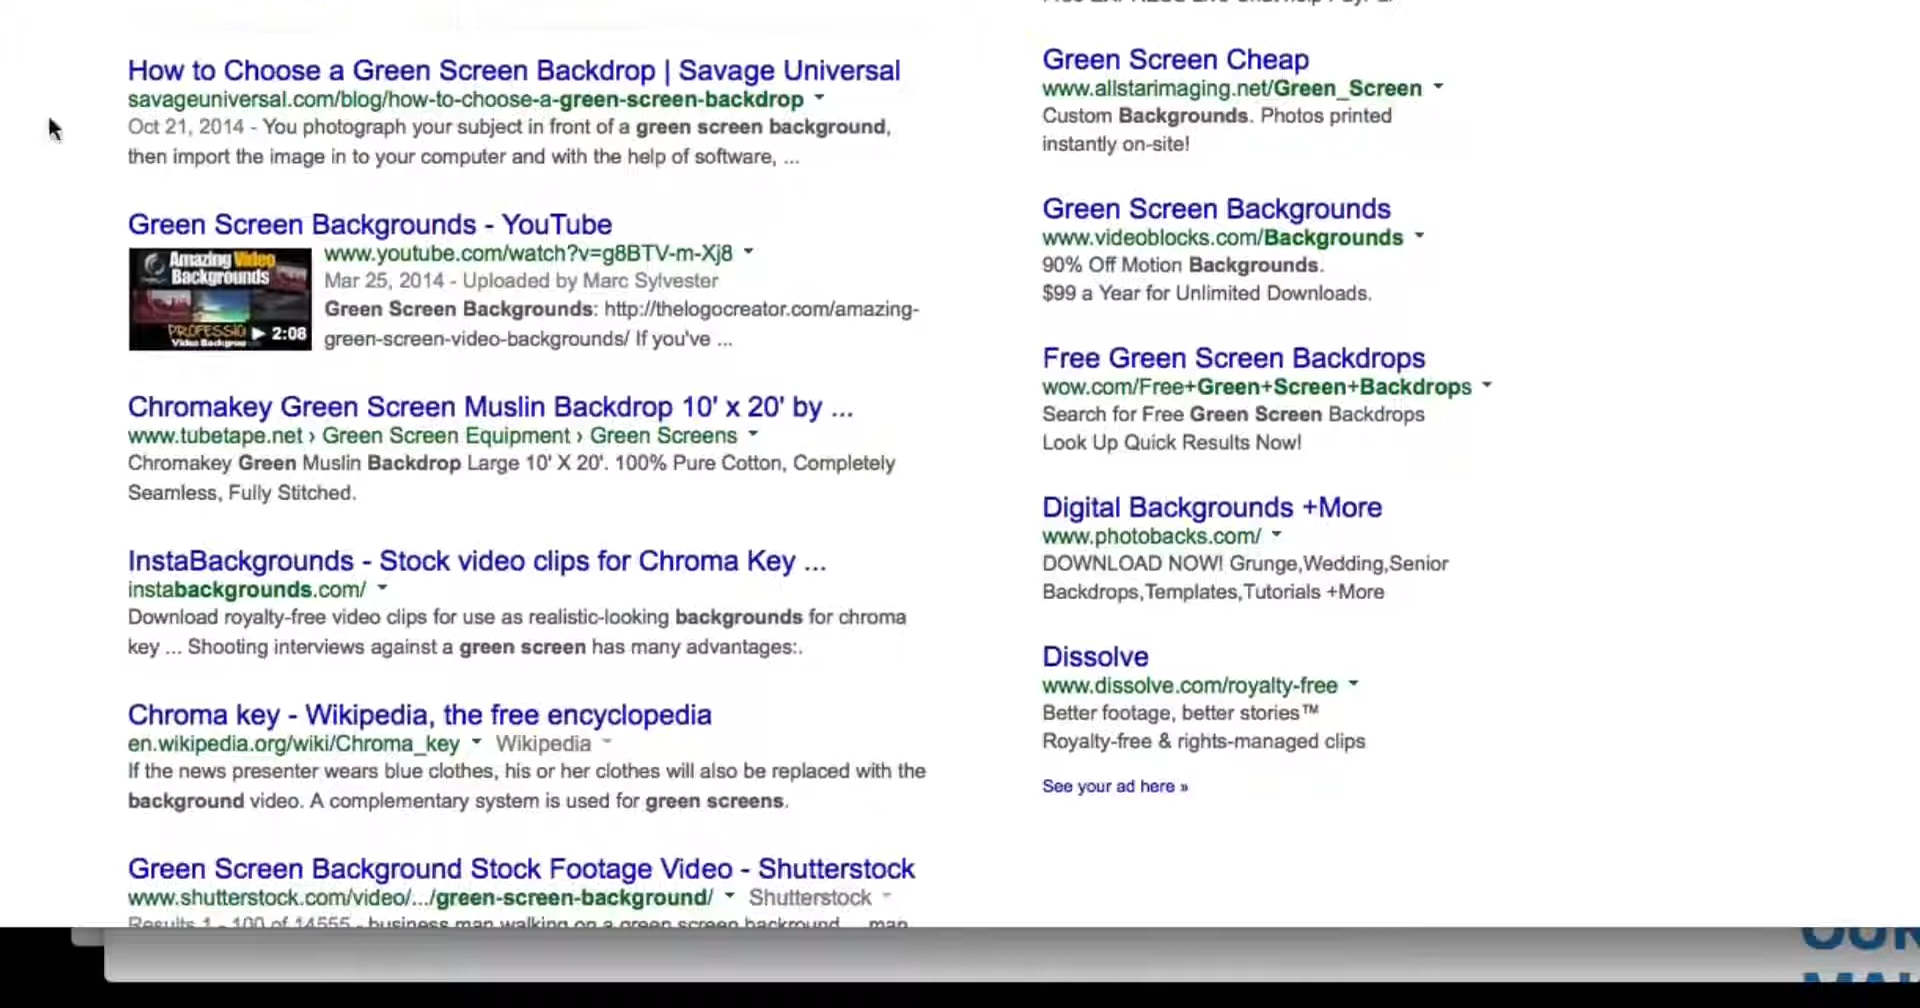 How to Choose a Green Screen Backdrop | Savage Universal
savageuniversal.com/blog/how-to-choose-a-green-screen-backdrop
Oct 21, 2014 - You photograph your subject in front of a green screen background,
then import the image in to your computer and with the help of software, ...
Green Screen Backgrounds - YouTube
Amazing Video
Backgrounds
PROFESSIO
2:08
www.youtube.com/watch?v=g8BTV-m-Xj8
Mar 25, 2014 - Uploaded by Marc Sylvester
Green Screen Backgrounds: http://thelogocreator.com/amazing-
green-screen-video-backgrounds/ If you've ...
Chromakey Green Screen Muslin Backdrop 10' x 20' by ...
www.tubetape.net › Green Screen Equipment › Green Screens
Chromakey Green Muslin Backdrop Large 10' X 20'. 100% Pure Cotton, Completely
Seamless, Fully Stitched.
InstaBackgrounds - Stock video clips for Chroma Key ...
instabackgrounds.com/
Download royalty-free video clips for use as realistic-looking backgrounds for chroma
key ... Shooting interviews against a green screen has many advantages:.
Chroma key - Wikipedia, the free encyclopedia
en.wikipedia.org/wiki/Chroma_key Wikipedia
If the news presenter wears blue clothes, his or her clothes will also be replaced with the
background video. A complementary system is used for green screens.
Green Screen Background Stock Footage Video - Shutterstock
www.shutterstock.com/video/.../green-screen-background/ Shutterstock
Results 1 - 100 of 14555 - business man walking on a green screen background ... man
Green Screen Cheap
www.allstarimaging.net/Green_Screen
Custom Backgrounds. Photos printed
instantly on-site!
Green Screen Backgrounds
www.videoblocks.com/Backgrounds
90% Off Motion Backgrounds.
$99 a Year for Unlimited Downloads.
Free Green Screen Backdrops
wow.com/Free+Green+Screen+Backdrops
Search for Free Green Screen Backdrops
Look Up Quick Results Now!
Digital Backgrounds +More
www.photobacks.com/
DOWNLOAD NOW! Grunge,Wedding,Senior
Backdrops,Templates,Tutorials +More
Dissolve
www.dissolve.com/royalty-free
Better footage, better stories™
Royalty-free & rights-managed clips
See your ad here »